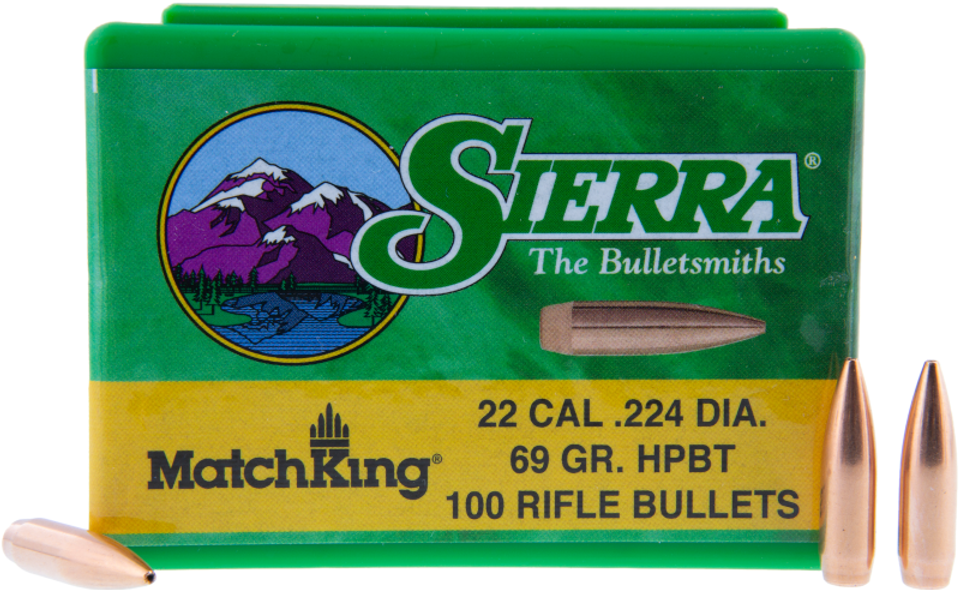 SIERRA®
The Bulletsmiths
MatchKing®
22 CAL .224 DIA.
69 GR. HPBT
100 RIFLE BULLETS